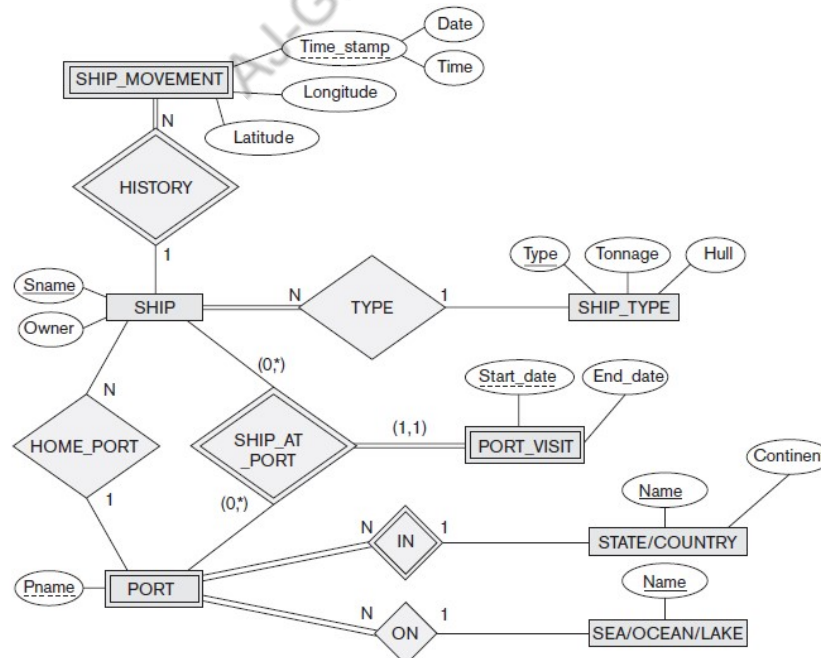 AJ-G
Date
Time_stamp
Time
SHIP_MOVEMENT
Longitude
N
Latitude
HISTORY
1
Sname
Type
Tonnage
Hull
SHIP
N
TYPE
1
SHIP_TYPE
Owner
(0,*)
Start_date
End_date
N
HOME_PORT
SHIP_AT
_PORT
(1,1)
PORT_VISIT
Continen
1
(0,*)
Name
N
IN
1
STATE/COUNTRY
Pname
PORT
Name
N
ON
1
SEA/OCEAN/LAKE